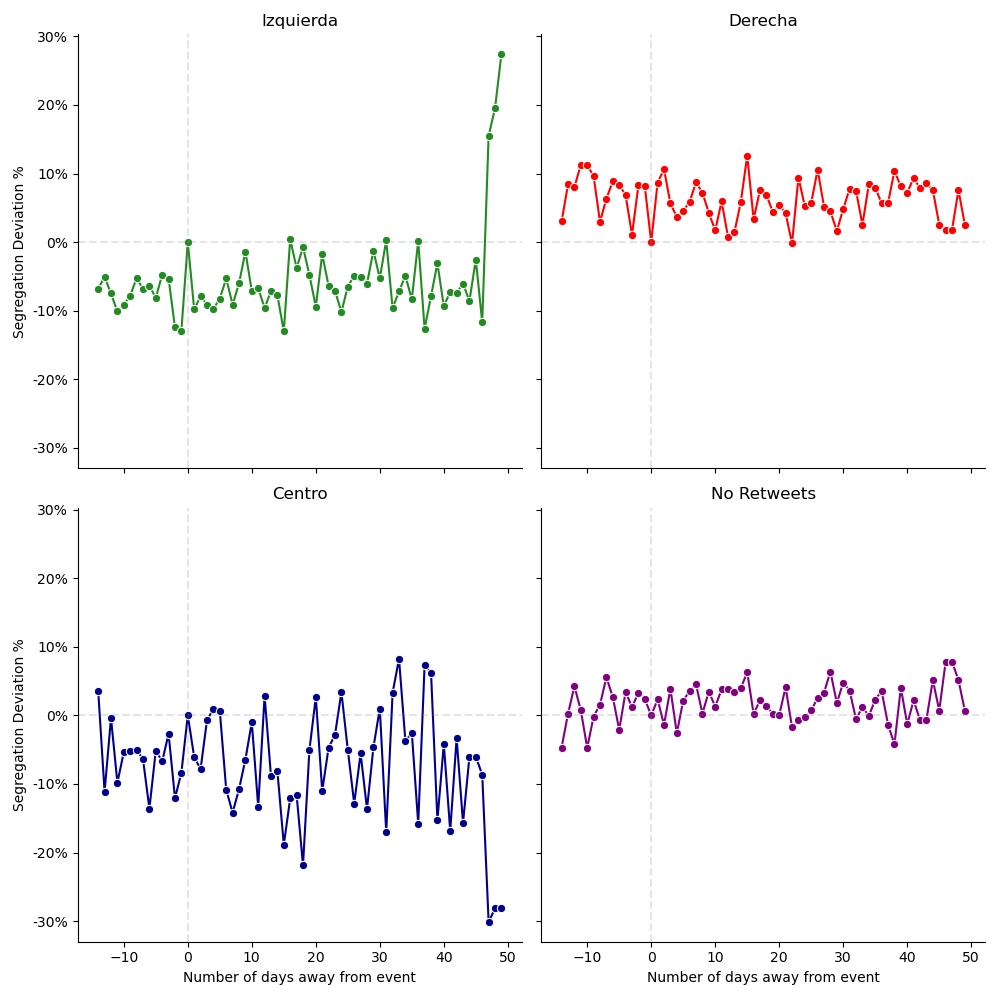 Izquierda
Derecha
30%
20%
10%
0%
-10%
-20%
-30%
Segregation Deviation %
Centro
No Retweets
30%
20%
10%
0%
-10%
-20%
-30%
Segregation Deviation %
−10 0 10 20 30 40 50
−10 0 10 20 30 40 50
Number of days away from event
Number of days away from event